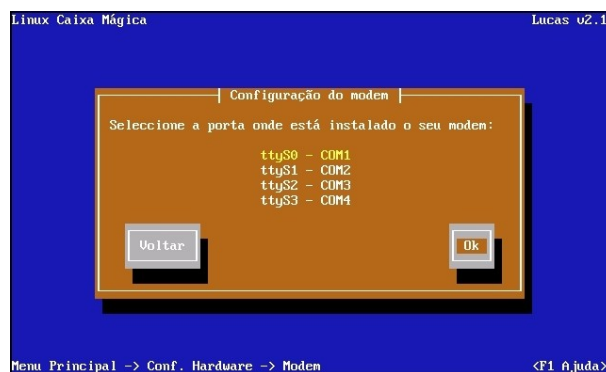 Linux Caixa Mágica Lucas v2.1
Configuração do modem
Seleccione a porta onde está instalado o seu modem:
ttyS0 - COM1
ttyS1 - COM2
ttyS2 - COM3
ttyS3 - COM4
Voltar Ok
Menu Principal -> Conf. Hardware -> Modem <F1 Ajuda>